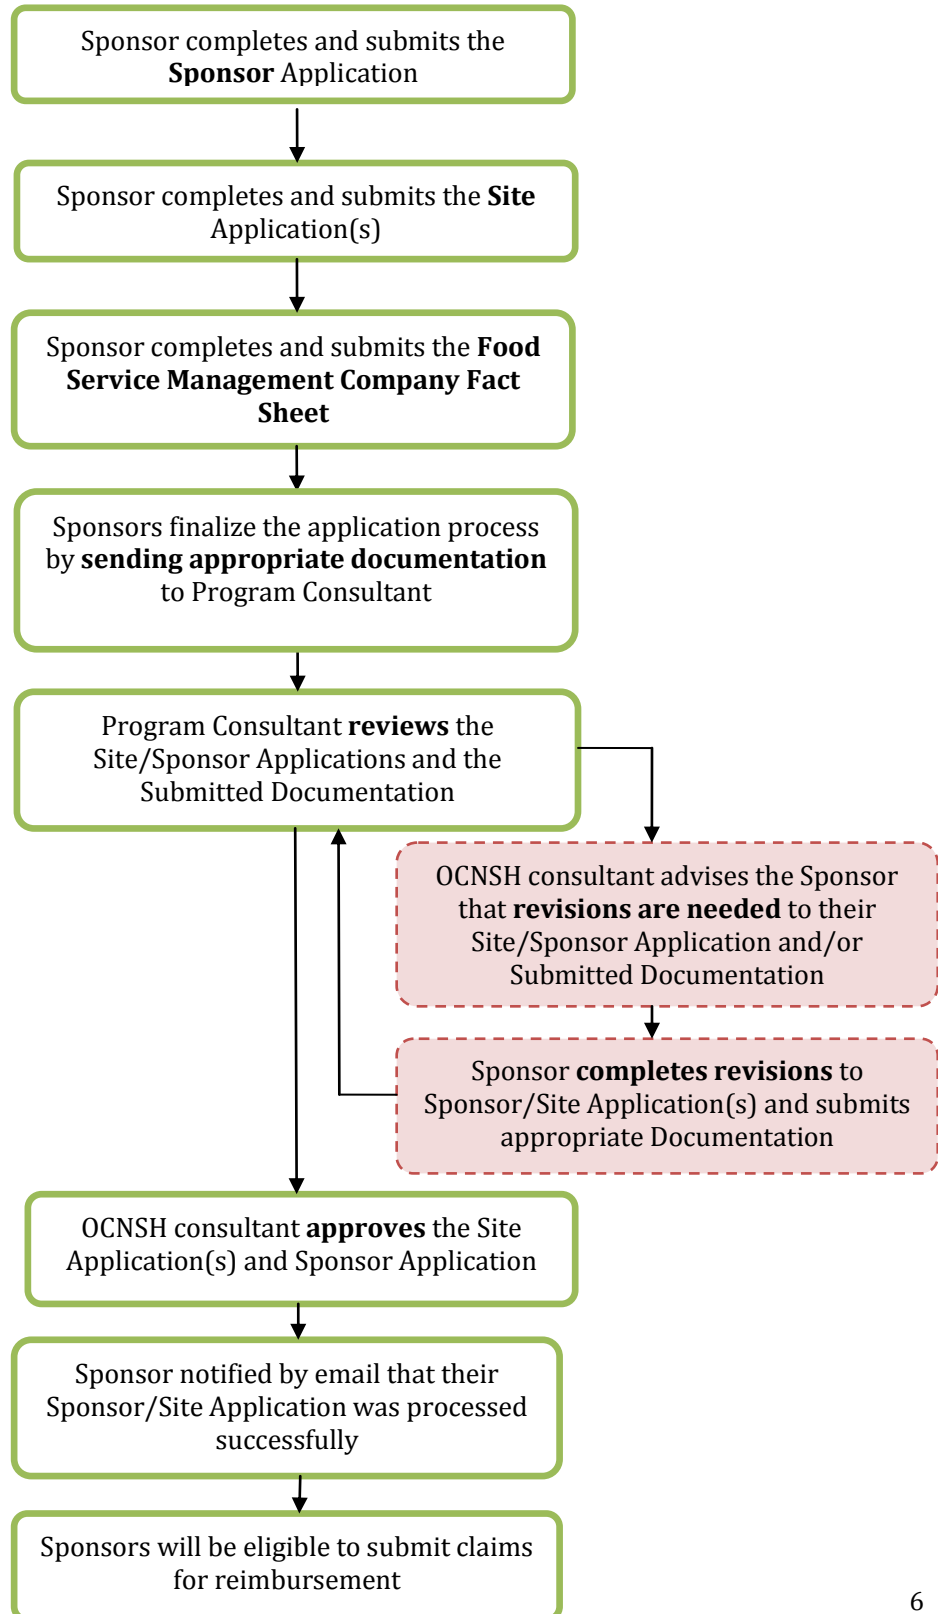 Sponsor completes and submits the
Sponsor Application
Sponsor completes and submits the Site
Application(s)
Sponsor completes and submits the Food
Service Management Company Fact
Sheet
Sponsors finalize the application process
by sending appropriate documentation
to Program Consultant
Program Consultant reviews the
Site/Sponsor Applications and the
Submitted Documentation
OCNSH consultant advises the Sponsor
that revisions are needed to their
Site/Sponsor Application and/or
Submitted Documentation
Sponsor completes revisions to
Sponsor/Site Application(s) and submits
appropriate Documentation
OCNSH consultant approves the Site
Application(s) and Sponsor Application
Sponsor notified by email that their
Sponsor/Site Application was processed
successfully
Sponsors will be eligible to submit claims
for reimbursement
6